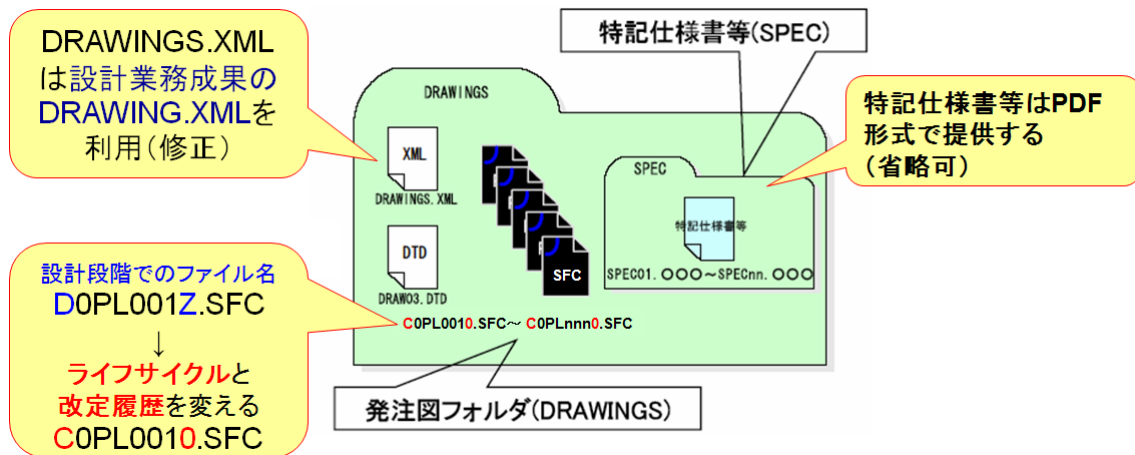 DRAWINGS.XML
は設計業務成果の
DRAWING.XMLを
利用（修正）
特記仕様書等(SPEC)
特記仕様書等はPDF
形式で提供する
（省略可）
DRAWINGS
XML
DRAWINGS.XML
DTD
DRAW03.DTD
SFC
SPEC
特記仕様書等
SPEC01.○○○～SPECnn.○○○
C0PL0010.SFC～ C0PLnnn0.SFC
発注図フォルダ(DRAWINGS)
設計段階でのファイル名
D0PL001Z.SFC
↓
ライフサイクルと
改定履歴を変える
C0PL0010.SFC